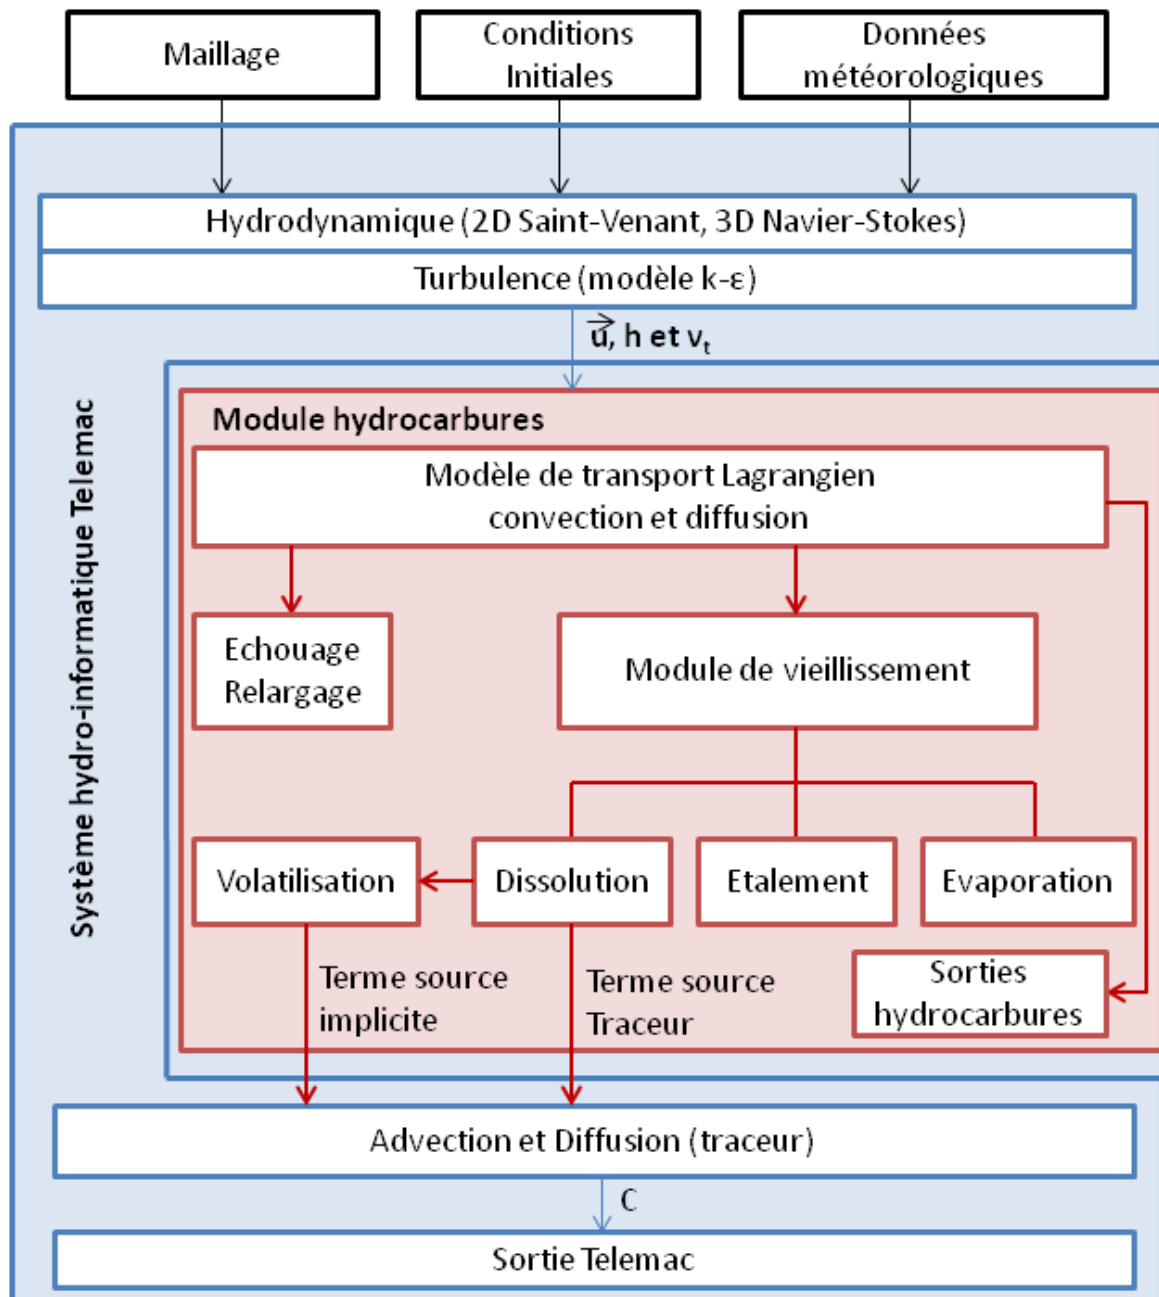 Maillage
Conditions
Initiales
Données
météorologiques
Hydrodynamique (2D Saint-Venant, 3D Navier-Stokes)
Turbulence (modèle k-ε)
u⃗, h et νt
Système hydro-informatique Telemac
Module hydrocarbures
Modèle de transport Lagrangien
convection et diffusion
Echouage
Relargage
Module de vieillissement
Volatilisation
Dissolution
Etalement
Evaporation
Terme source
implicite
Terme source
Traceur
Sorties
hydrocarbures
Advection et Diffusion (traceur)
C
Sortie Telemac